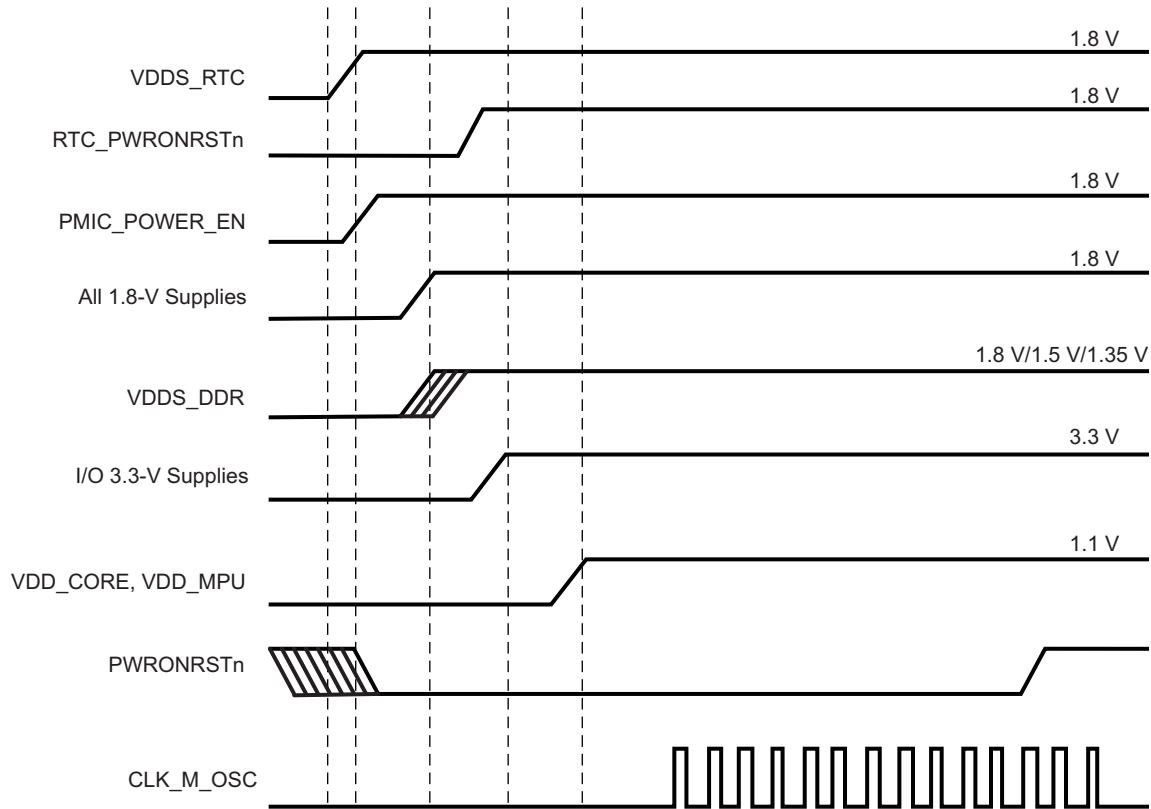 1.8 V
VDDS_RTC
1.8 V
RTC_PWRONRSTn
1.8 V
PMIC_POWER_EN
1.8 V
All 1.8-V Supplies
1.8 V/1.5 V/1.35 V
VDDS_DDR
3.3 V
I/O 3.3-V Supplies
1.1 V
VDD_CORE, VDD_MPU
PWRONRSTn
CLK_M_OSC